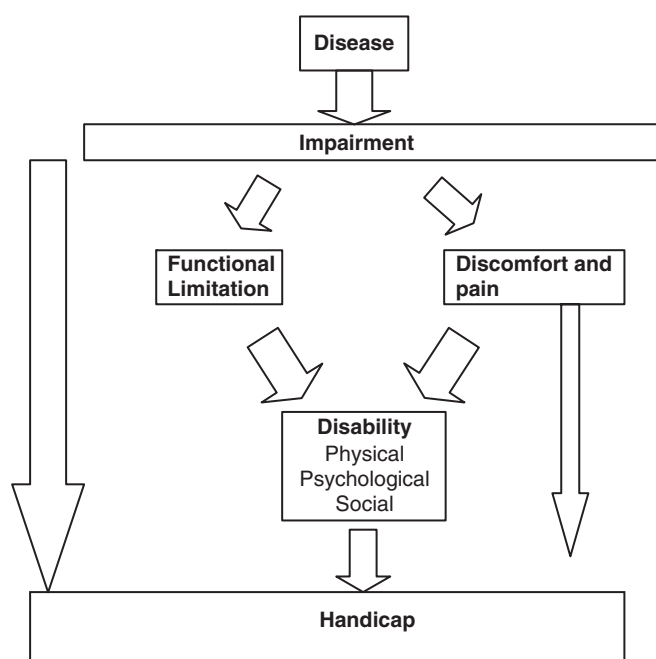 Disease
Impairment
Functional
Limitation
Discomfort and
pain
Disability
Physical
Psychological
Social
Handicap